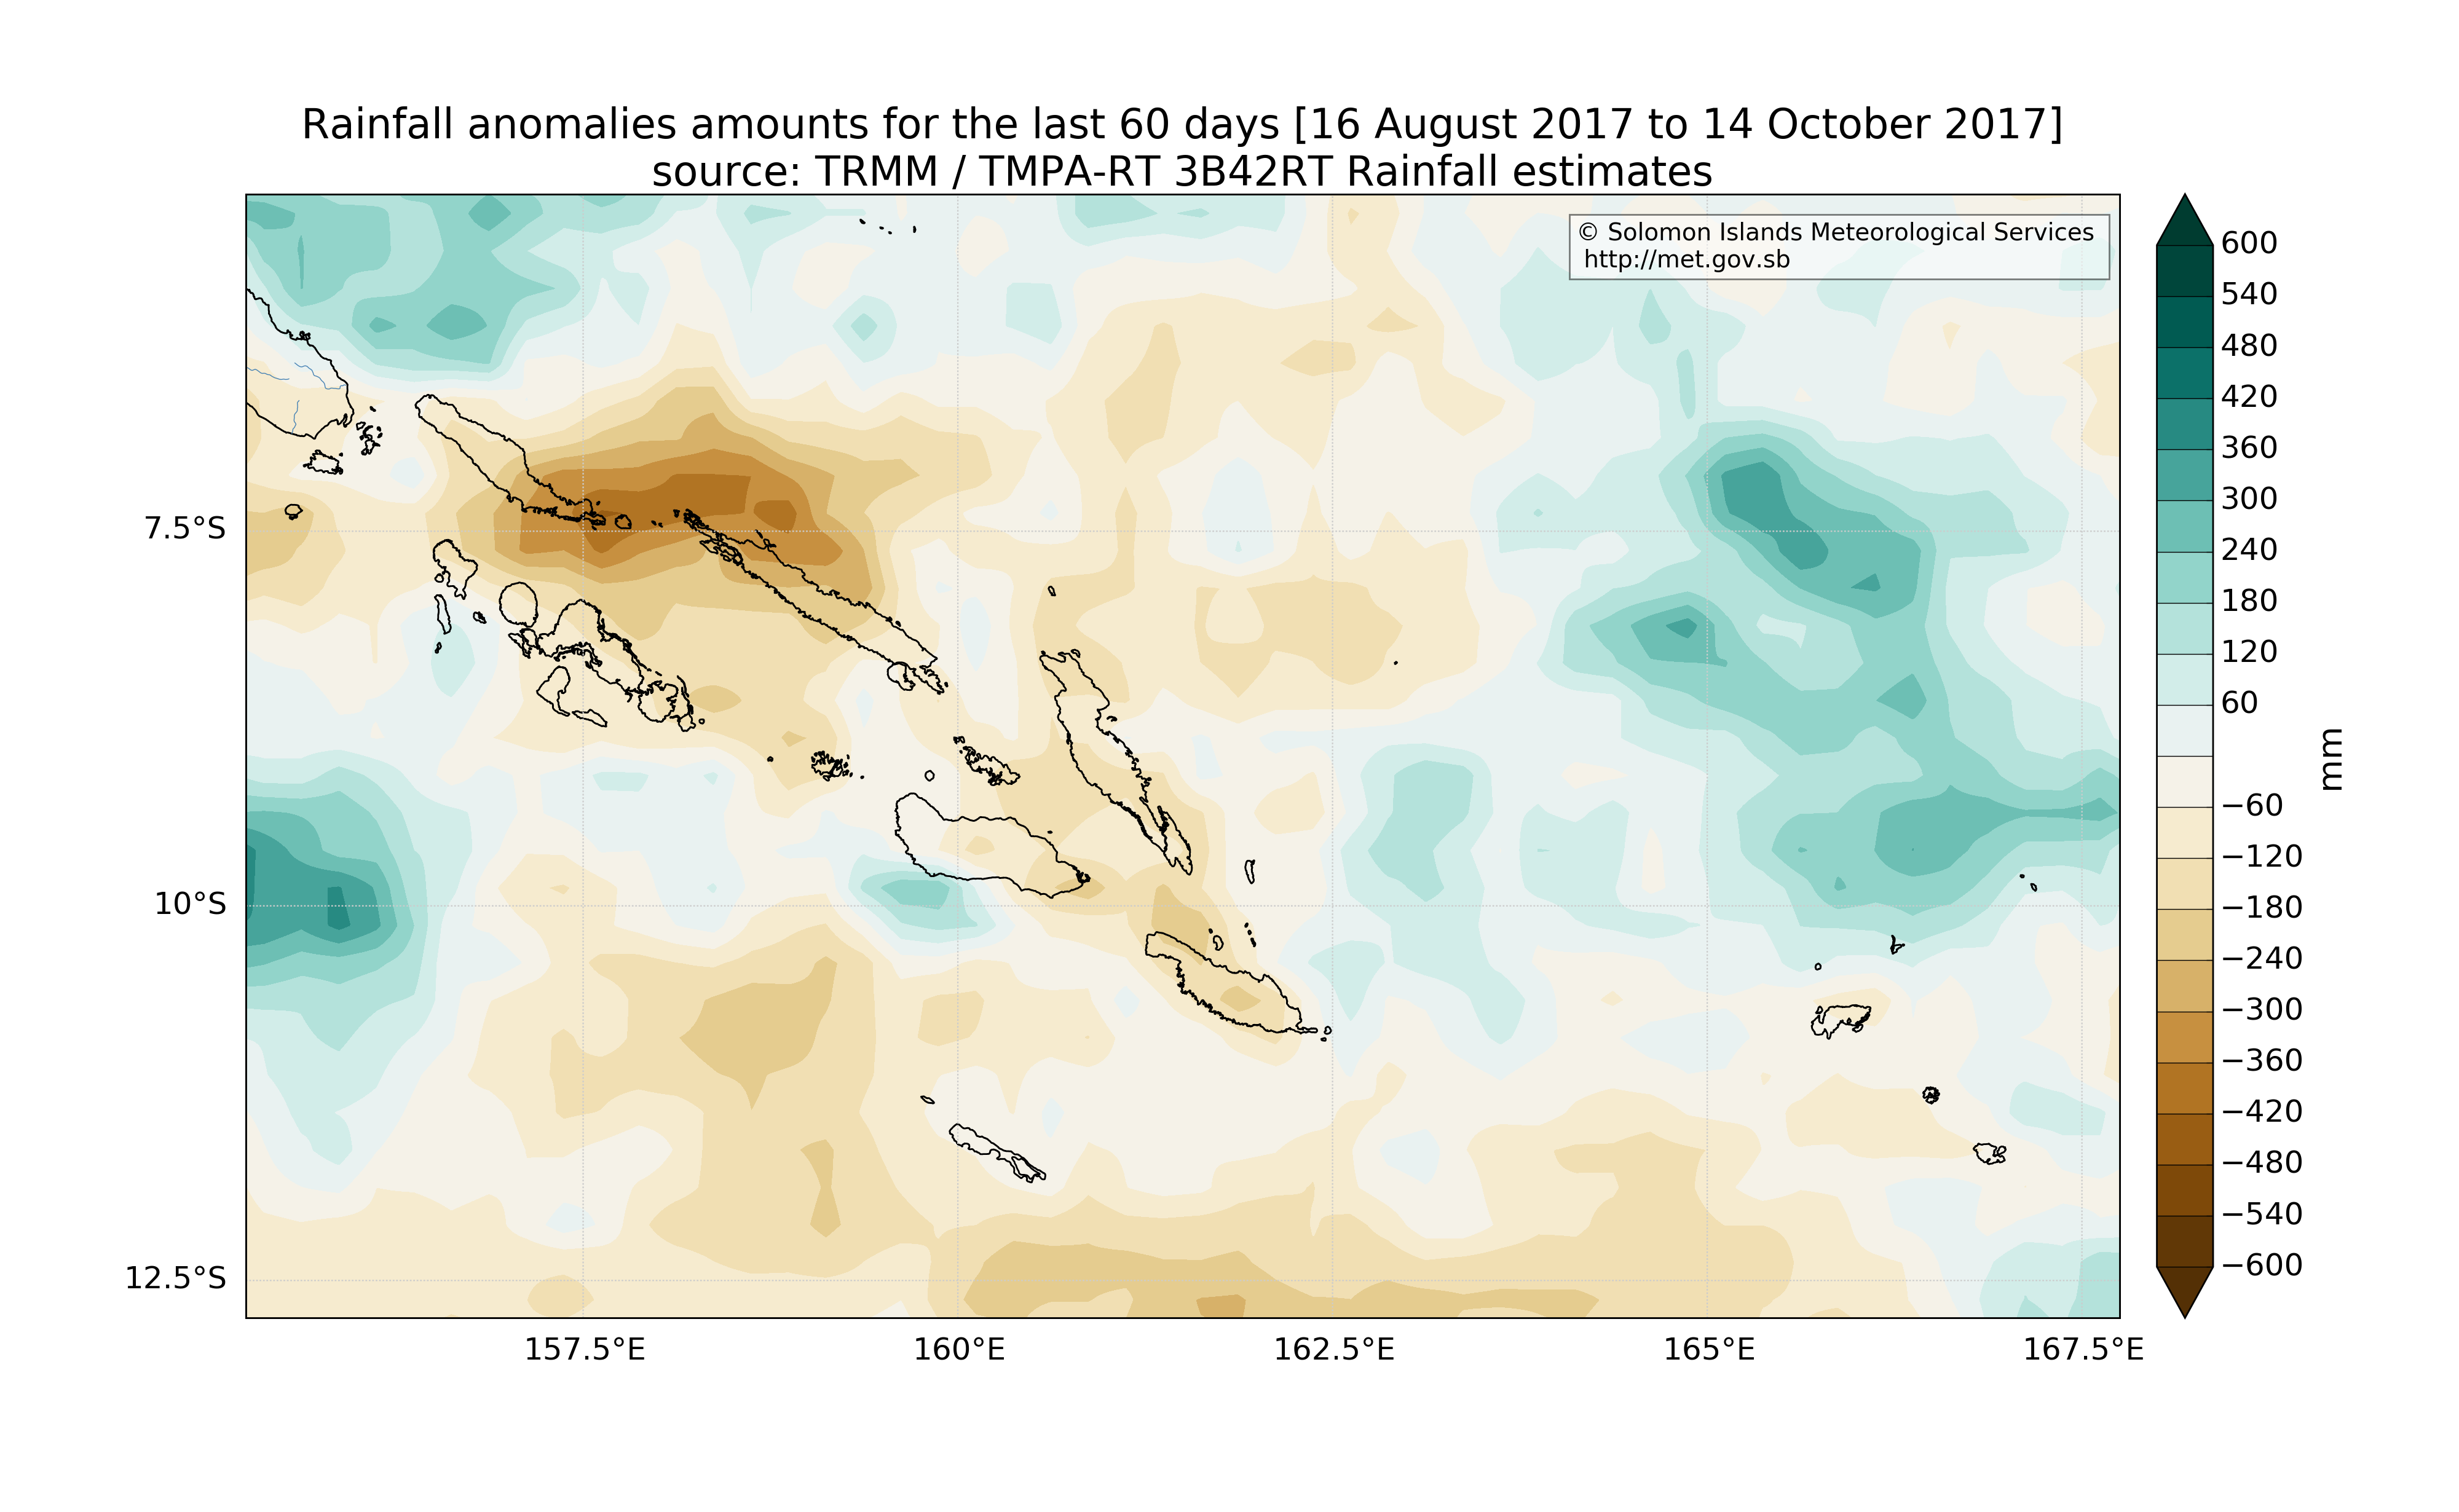 Rainfall anomalies amounts for the last 60 days [16 August 2017 to 14 October 2017]
source: TRMM / TMPA-RT 3B42RT Rainfall estimates
© Solomon Islands Meteorological Services
http://met.gov.sb
7.5°S
10°S
12.5°S
157.5°E
160°E
162.5°E
165°E
167.5°E
600
540
480
420
360
300
240
180
120
60
−60
−120
−180
−240
−300
−360
−420
−480
−540
−600
mm